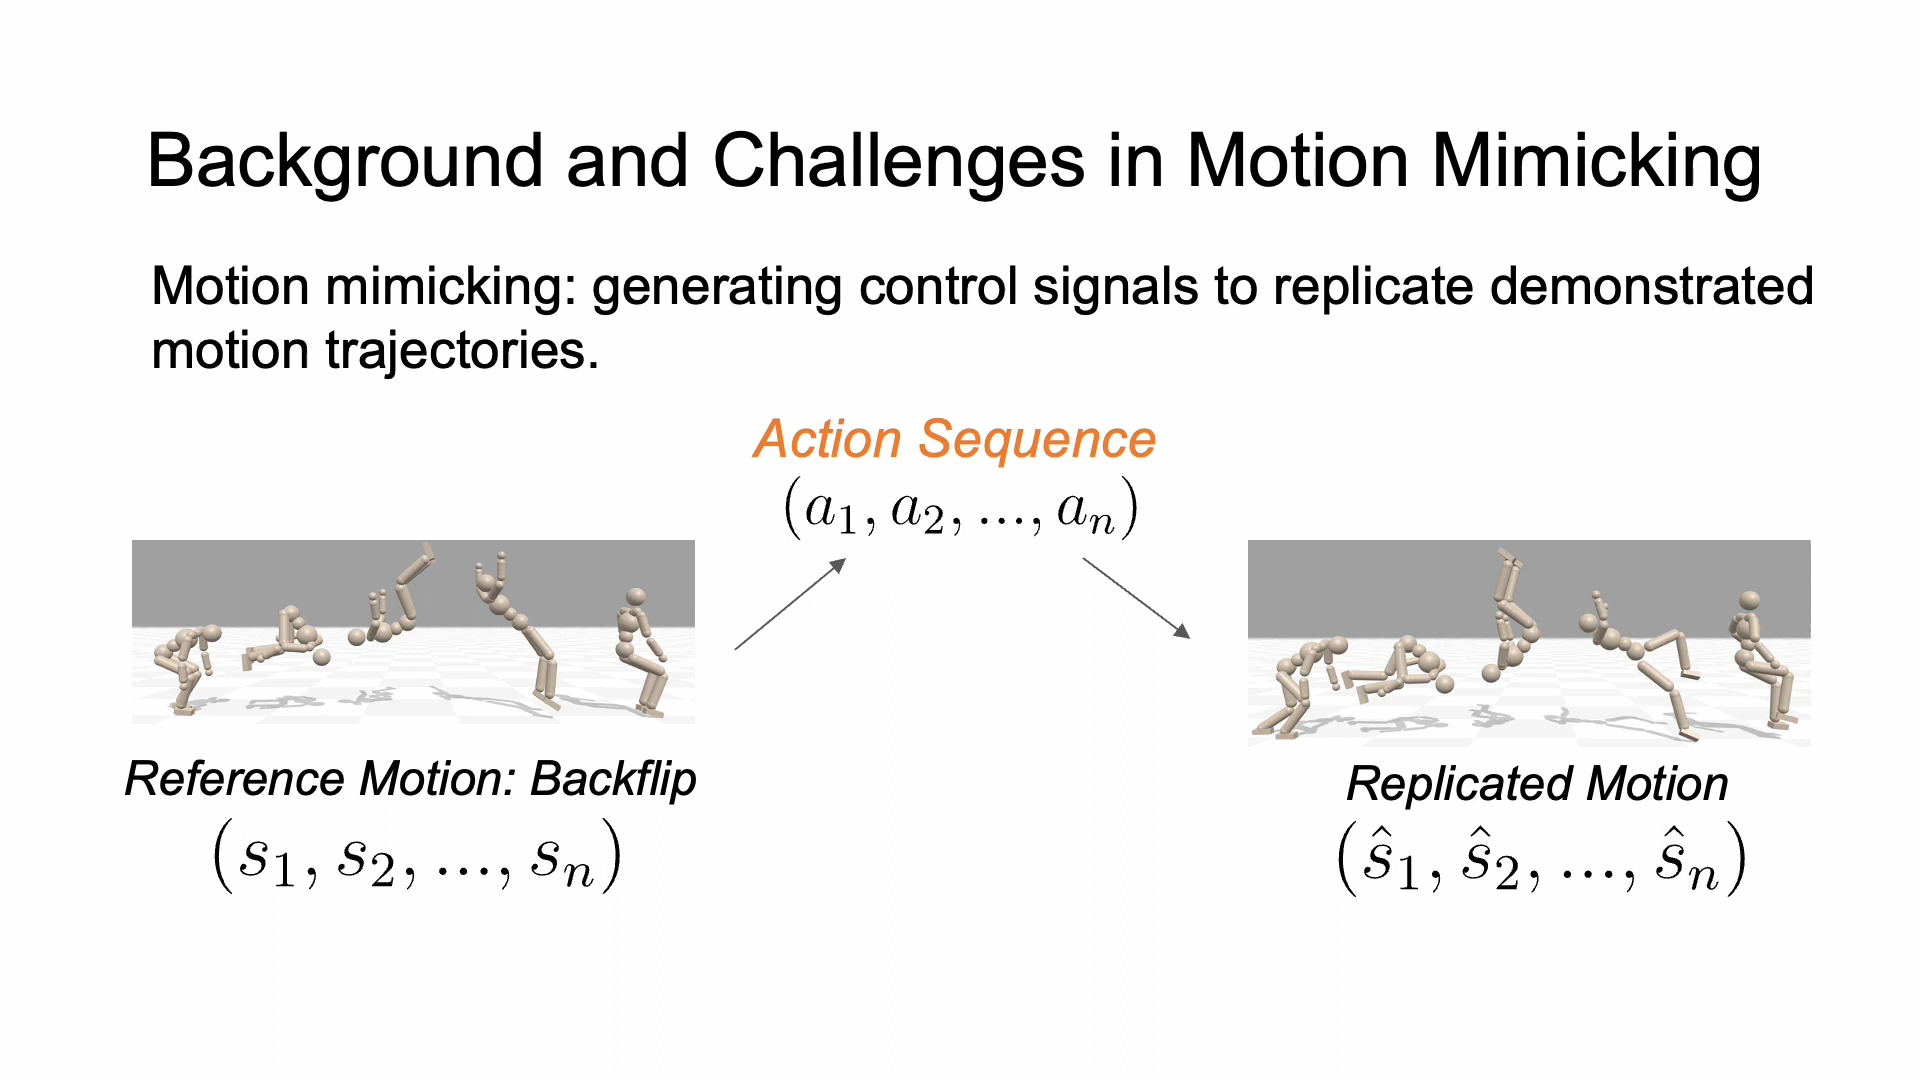 Background and Challenges in Motion Mimicking
Motion mimicking: generating control signals to replicate demonstrated
motion trajectories.
Action Sequence
(a₁, a₂, ..., aₙ)
Reference Motion: Backflip
(s₁, s₂, ..., sₙ)
Replicated Motion
(ŝ₁, ŝ₂, ..., ŝₙ)